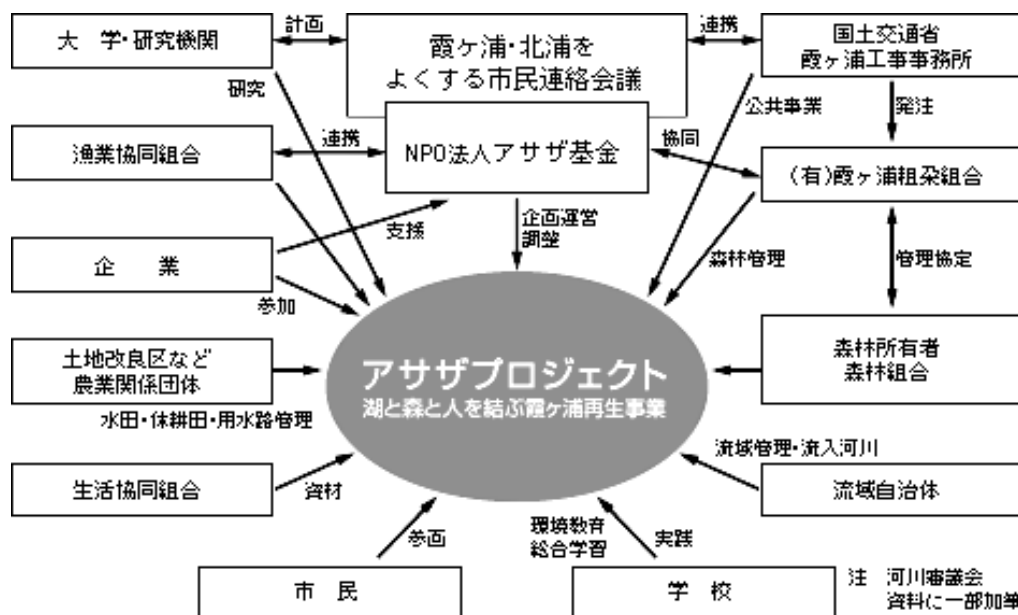 大 学・研究機関
計画
霞ヶ浦・北浦を
よくする市民連絡会議
連携
国土交通省
霞ヶ浦工事事務所
研究
公共事業
発注
漁業協同組合
連携
NPO法人アサザ基金
協同
(有)霞ヶ浦粗朶組合
企 業
支援
企画運営
調整
森林管理
管理協定
参加
土地改良区など
農業関係団体
アサザプロジェクト
湖と森と人を結ぶ霞ヶ浦再生事業
森林所有者
森林組合
水田・休耕田・用水路管理
流域管理・流入河川
生活協同組合
資材
流域自治体
参画
環境教育
総合学習
実践
市 民
学 校
注 河川審議会
資料に一部加筆